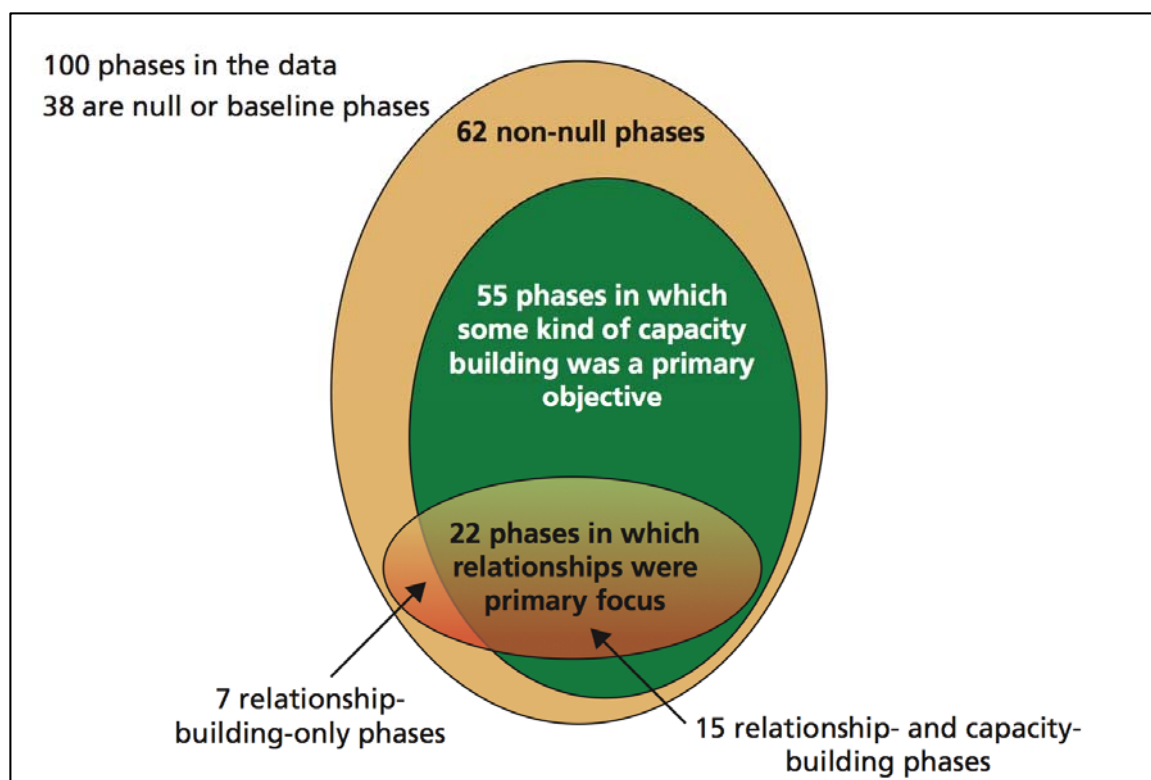 100 phases in the data
38 are null or baseline phases
62 non-null phases
55 phases in which
some kind of capacity
building was a primary
objective
22 phases in which
relationships were
primary focus
7 relationship-
building-only phases
15 relationship- and capacity-
building phases